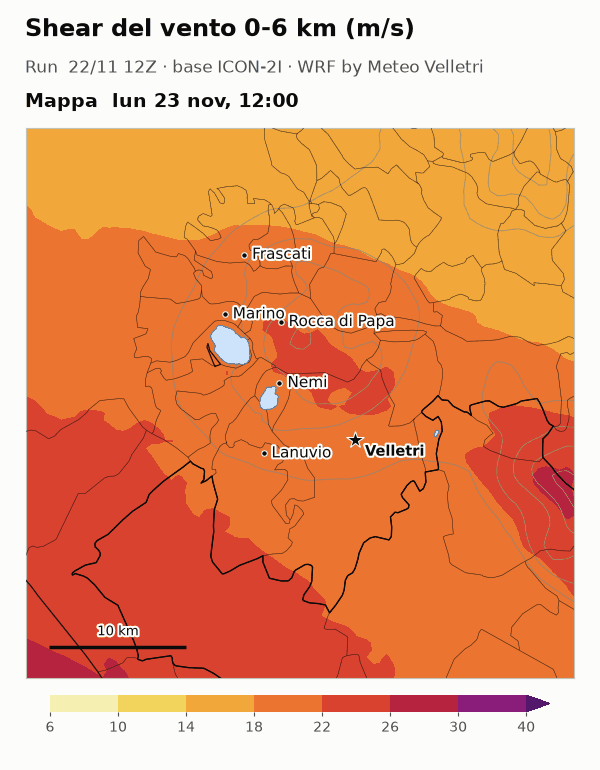 Shear del vento 0-6 km (m/s)
Run  22/11 12Z · base ICON-2I · WRF by Meteo Velletri
Mappa  lun 23 nov, 12:00
Frascati
Marino
Rocca di Papa
Nemi
Velletri
Lanuvio
10 km
6 10 14 18 22 26 30 40